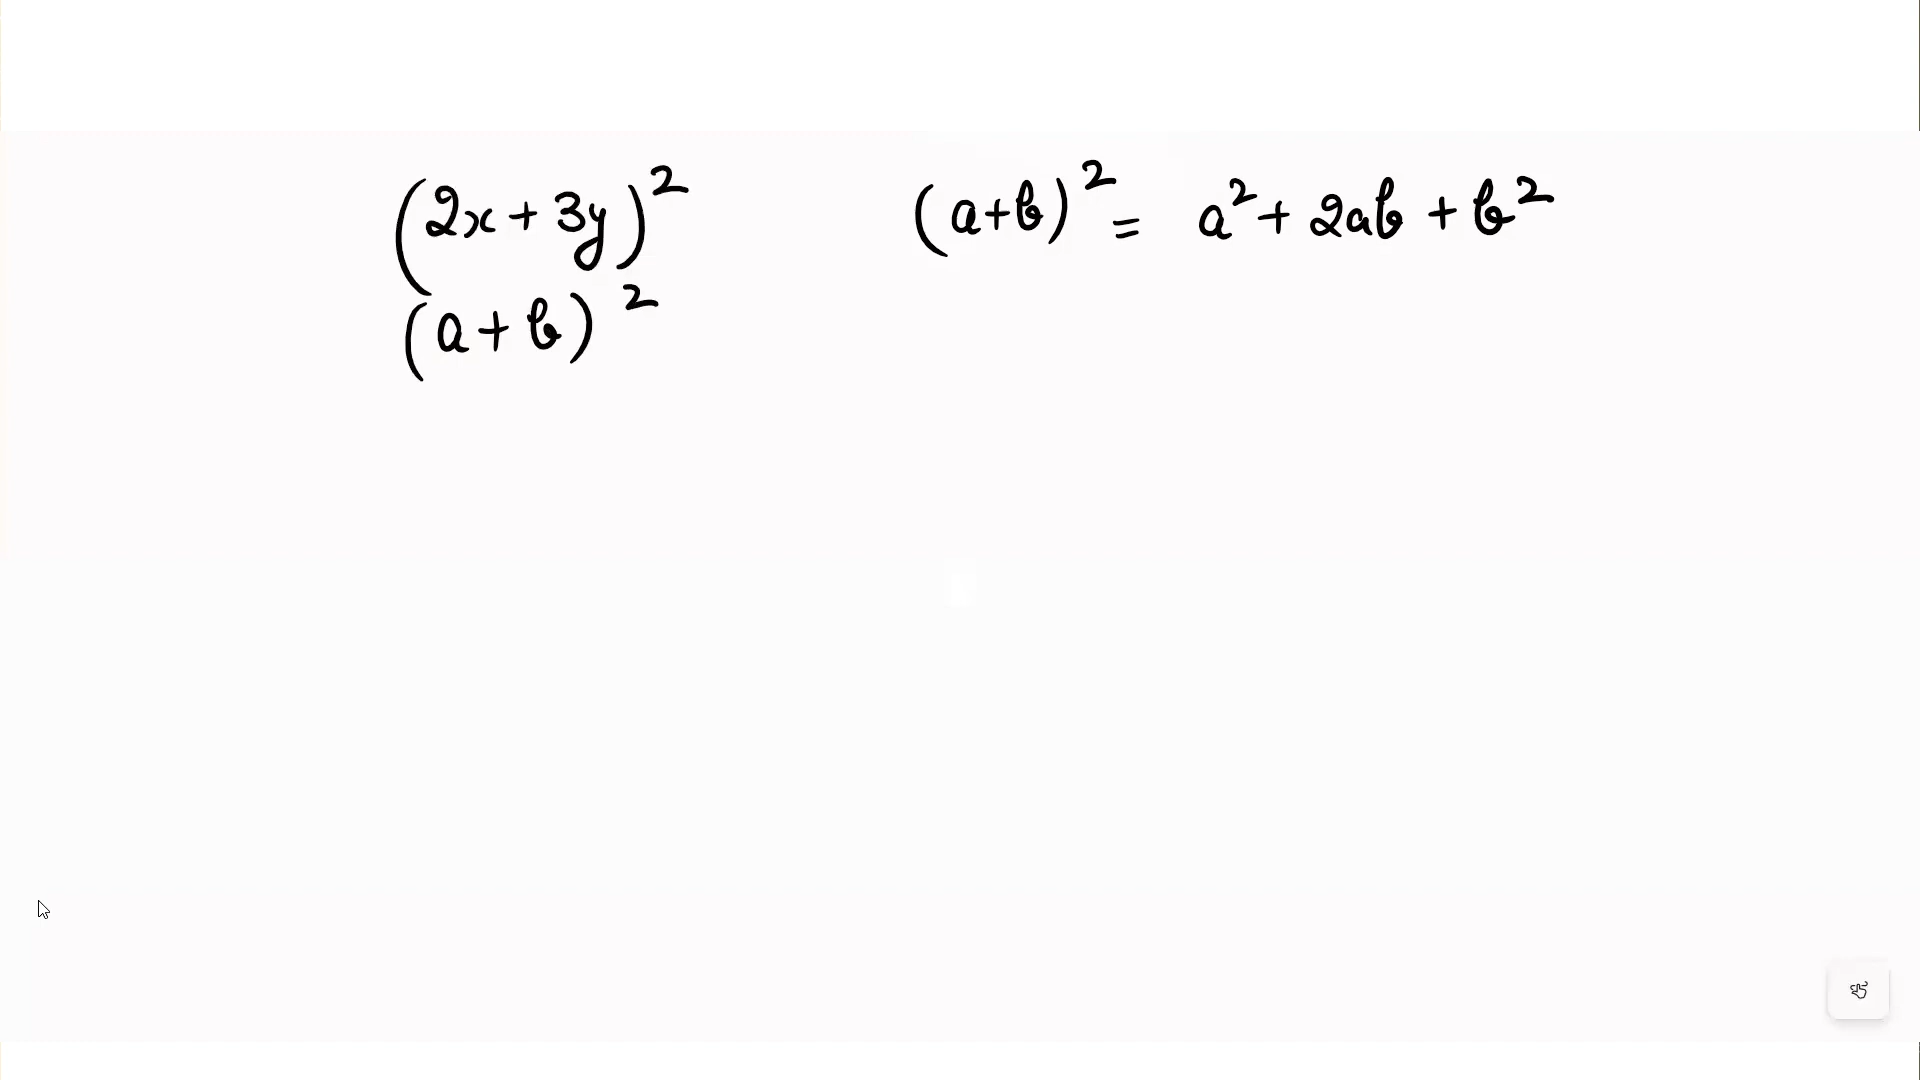 (2x + 3y)²
(a+b)² = a² + 2ab + b²
(a + b)²